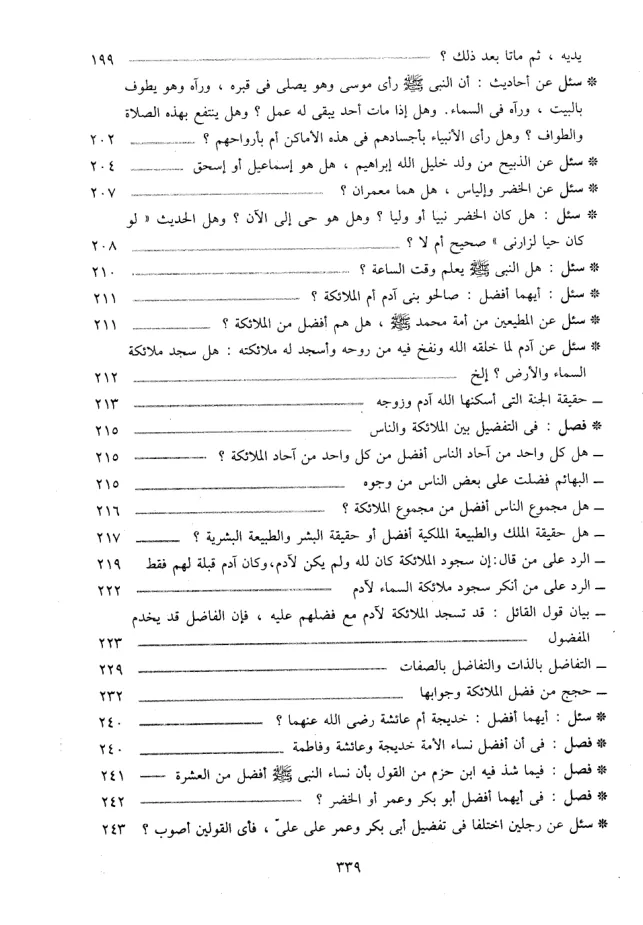 يديه ، ثم ماتا بعد ذلك ؟ ١٩٩
* سئل عن أحاديث : أن النبى ﷺ رأى موسى وهو يصلى فى قبره ، ورآه وهو يطوف
بالبيت ، ورآه فى السماء. وهل إذا مات أحد يبقى له عمل ؟ وهل ينتفع بهذه الصلاة
والطواف ؟ وهل رأى الأنبياء بأجسادهم فى هذه الأماكن أم بأرواحهم ؟ ٢٠٢
* سئل عن الذبيح من ولد خليل الله إبراهيم ، هل هو إسماعيل أو إسحق ٢٠٤
* سئل عن الخضر وإلياس ، هل هما معمران ؟ ٢٠٧
* سئل : هل كان الخضر نبيا أو وليا ؟ وهل هو حى إلى الآن ؟ وهل الحديث « لو
كان حيا لزارنى » صحيح أم لا ؟ ٢٠٨
* سئل : هل النبى ﷺ يعلم وقت الساعة ؟ ٢١٠
* سئل : أيهما أفضل : صالحو بنى آدم أم الملائكة ؟ ٢١١
* سئل عن المطيعين من أمة محمد ﷺ ، هل هم أفضل من الملائكة ؟ ٢١١
* سئل عن آدم لما خلقه الله ونفخ فيه من روحه وأسجد له ملائكته : هل سجد ملائكة
السماء والأرض ؟ إلخ ٢١٢
ـ حقيقة الجنة التى أسكنها الله آدم وزوجه ٢١٣
* فصل : فى التفضيل بين الملائكة والناس ٢١٥
ـ هل كل واحد من آحاد الناس أفضل من كل واحد من آحاد الملائكة ؟ ٢١٥
ـ البهائم فضلت على بعض الناس من وجوه ٢١٥
ـ هل مجموع الناس أفضل من مجموع الملائكة ؟ ٢١٦
ـ هل حقيقة الملك والطبيعة الملكية أفضل أو حقيقة البشر والطبيعة البشرية ؟ ٢١٧
ـ الرد على من قال:إن سجود الملائكة كان لله ولم يكن لآدم،وكان آدم قبلة لهم فقط ٢١٩
ـ الرد على من أنكر سجود ملائكة السماء لآدم ٢٢٢
ـ بيان قول القائل : قد تسجد الملائكة لآدم مع فضلهم عليه ، فإن الفاضل قد يخدم
المفضول ٢٢٣
ـ التفاضل بالذات والتفاضل بالصفات ٢٢٩
ـ حجج من فضل الملائكة وجوابها ٢٣٢
* سئل : أيهما أفضل : خديجة أم عائشة رضى الله عنهما ؟ ٢٤٠
* فصل : فى أن أفضل نساء الأمة خديجة وعائشة وفاطمة ٢٤٠
* فصل : فيما شذ فيه ابن حزم من القول بأن نساء النبى ﷺ أفضل من العشرة ٢٤١
* فصل : فى أيهما أفضل أبو بكر وعمر أو الخضر ؟ ٢٤٢
* سئل عن رجلين اختلفا فى تفضيل أبى بكر وعمر على علىّ ، فأى القولين أصوب ؟ ٢٤٣
٣٣٩